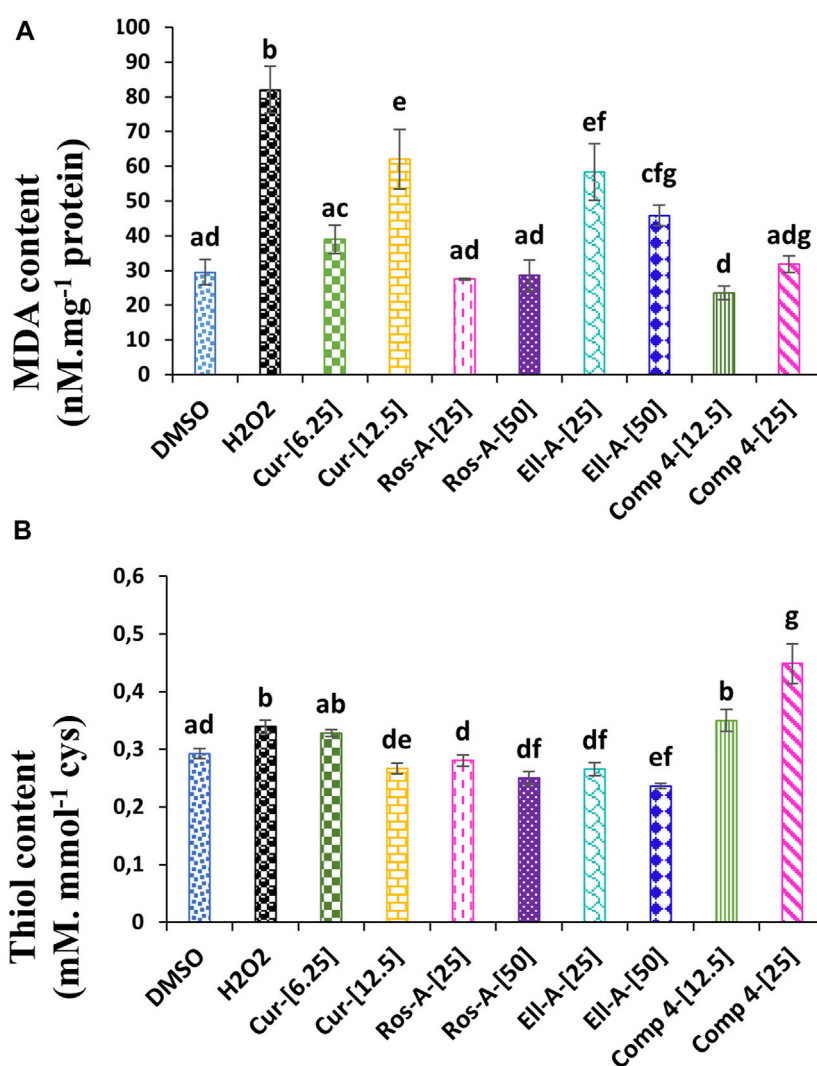 A
MDA content
(nM.mg⁻¹ protein)
100
90
80
70
60
50
40
30
20
10
0
ad
b
ac
e
ad
ad
ef
cfg
d
adg
DMSO
H2O2
Cur-[6.25]
Cur-[12.5]
Ros-A-[25]
Ros-A-[50]
Ell-A-[25]
Ell-A-[50]
Comp 4-[12.5]
Comp 4-[25]
B
Thiol content
(mM. mmol⁻¹ cys)
0,6
0,5
0,4
0,3
0,2
0,1
0
ad
b
ab
de
d
df
df
ef
b
g
DMSO
H2O2
Cur-[6.25]
Cur-[12.5]
Ros-A-[25]
Ros-A-[50]
Ell-A-[25]
Ell-A-[50]
Comp 4-[12.5]
Comp 4-[25]